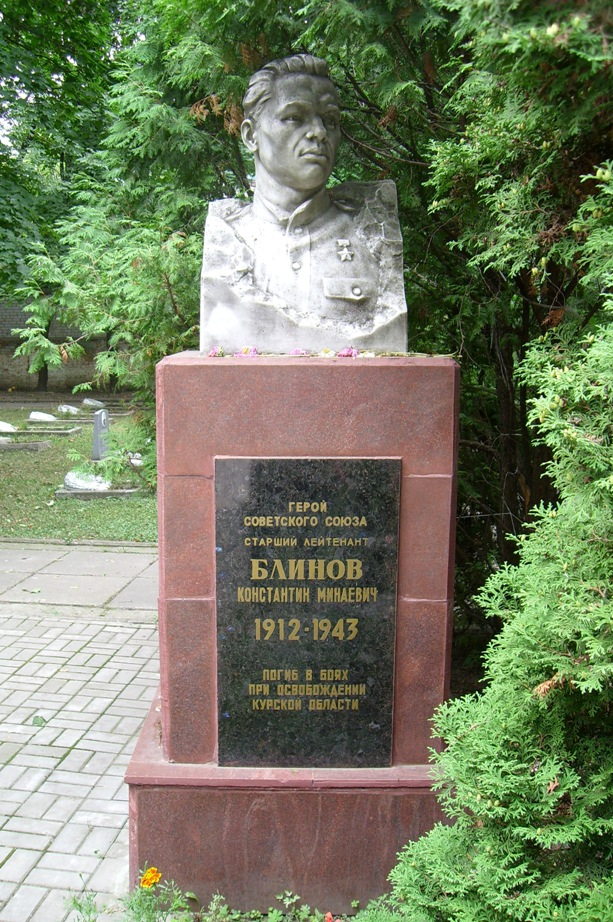 ГЕРОЙ
СОВЕТСКОГО СОЮЗА
СТАРШИЙ ЛЕЙТЕНАНТ
БЛИНОВ
КОНСТАНТИН МИНАЕВИЧ
1912-1943
ПОГИБ В БОЯХ
ПРИ ОСВОБОЖДЕНИИ
КУРСКОЙ ОБЛАСТИ